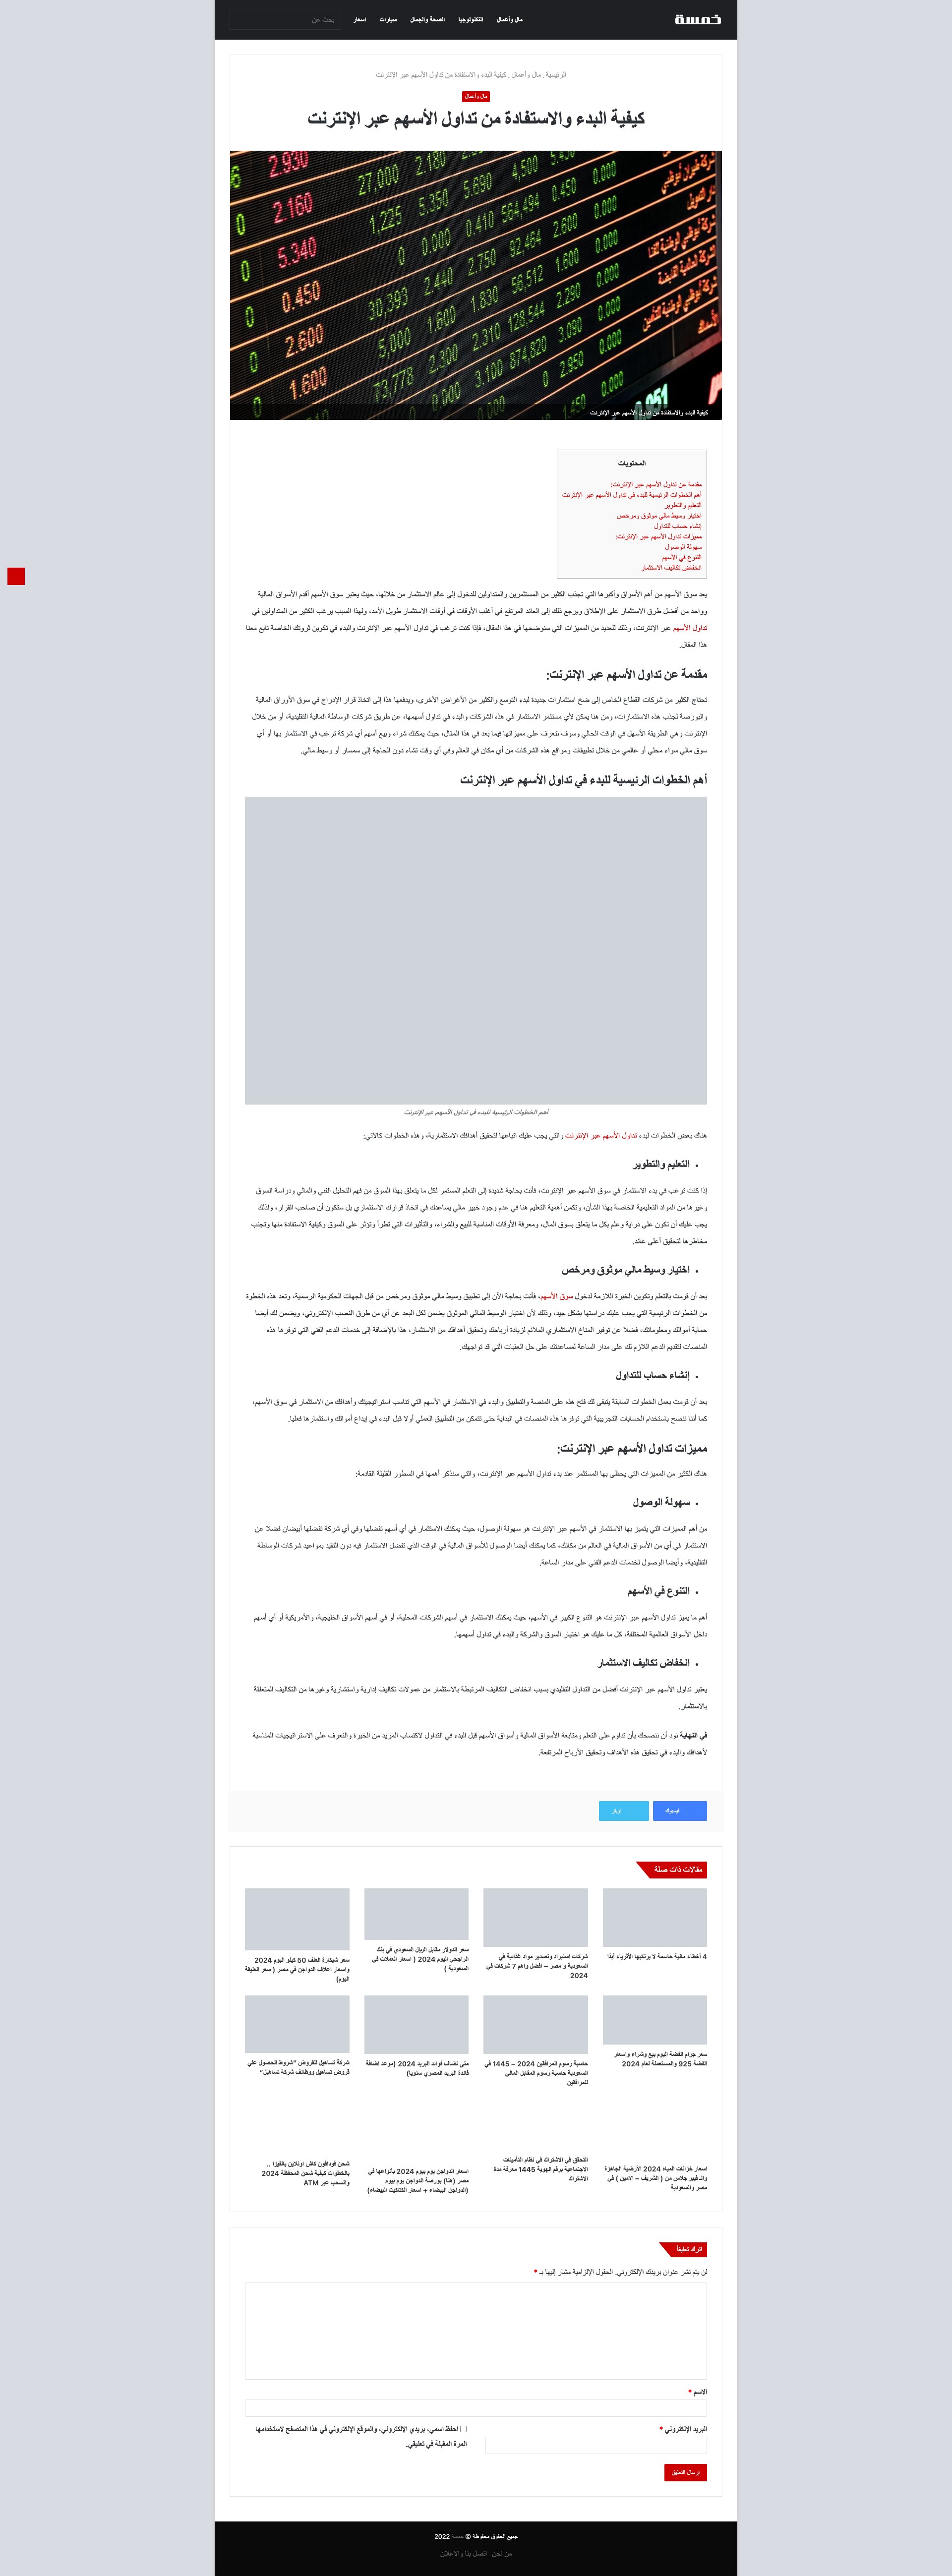 خمسة
مال وأعمال
التكنولوجيا
الصحة والجمال
سيارات
اسعار
بحث عن
الرئيسية . مال وأعمال . كيفية البدء والاستفادة من تداول الأسهم عبر الإنترنت
مال وأعمال
كيفية البدء والاستفادة من تداول الأسهم عبر الإنترنت
2.930
كيفية البدء والاستفادة من تداول الأسهم عبر الإنترنت
المحتويات
مقدمة عن تداول الأسهم عبر الإنترنت:
أهم الخطوات الرئيسية للبدء في تداول الأسهم عبر الإنترنت
التعليم والتطوير
اختيار وسيط مالي موثوق ومرخص
إنشاء حساب للتداول
مميزات تداول الأسهم عبر الإنترنت:
سهولة الوصول
التنوع في الأسهم
انخفاض تكاليف الاستثمار
يعد سوق الأسهم من أهم الأسواق وأكبرها التي تجذب الكثير من المستثمرين والمتداولين للدخول إلى عالم الاستثمار من خلالها، حيث يعتبر سوق الأسهم أقدم الأسواق المالية
وواحد من أفضل طرق الاستثمار على الإطلاق ويرجع ذلك إلى العائد المرتفع في أغلب الأوقات في أوقات الاستثمار طويل الأمد، ولهذا السبب يرغب الكثير من المتداولين في
تداول الأسهم عبر الإنترنت، وذلك للعديد من المميزات التي سنوضحها في هذا المقال، فإذا كنت ترغب في تداول الأسهم عبر الإنترنت والبدء في تكوين ثروتك الخاصة تابع معنا
هذا المقال.
مقدمة عن تداول الأسهم عبر الإنترنت:
تحتاج الكثير من شركات القطاع الخاص إلى ضخ استثمارات جديدة لبدء التوسع والكثير من الأغراض الأخرى، ويدفعها هذا إلى اتخاذ قرار الإدراج في سوق الأوراق المالية
والبورصة لجذب هذه الاستثمارات، ومن هنا يمكن لأي مستثمر الاستثمار في هذه الشركات والبدء في تداول أسهمها، عن طريق شركات الوساطة المالية التقليدية، أو من خلال
الإنترنت وهي الطريقة الأسهل في الوقت الحالي وسوف نتعرف على مميزاتها فيما بعد في هذا المقال، حيث يمكنك شراء وبيع أسهم أي شركة ترغب في الاستثمار بها أو أي
سوق مالي سواء محلي أو عالمي من خلال تطبيقات ومواقع هذه الشركات من أي مكان في العالم وفي أي وقت تشاء دون الحاجة إلى سمسار أو وسيط مالي.
أهم الخطوات الرئيسية للبدء في تداول الأسهم عبر الإنترنت
أهم الخطوات الرئيسية للبدء في تداول الأسهم عبر الإنترنت
هناك بعض الخطوات لبدء تداول الأسهم عبر الإنترنت والتي يجب عليك اتباعها لتحقيق أهدافك الاستثمارية، وهذه الخطوات كالآتي:
• التعليم والتطوير
إذا كنت ترغب في بدء الاستثمار في سوق الأسهم عبر الإنترنت، فأنت بحاجة شديدة إلى التعلم المستمر لكل ما يتعلق بهذا السوق من فهم التحليل الفني والمالي ودراسة السوق
وغيرها من المواد التعليمية الخاصة بهذا الشأن، وتكمن أهمية التعليم هنا في عدم وجود خبير مالي يساعدك في اتخاذ قرارك الاستثماري بل ستكون أن صاحب القرار، ولذلك
يجب عليك أن تكون على دراية وعلم بكل ما يتعلق بسوق المال، ومعرفة الأوقات المناسبة للبيع والشراء، والتأثيرات التي تطرأ وتؤثر على السوق وكيفية الاستفادة منها وتجنب
مخاطرها لتحقيق أعلى عائد.
• اختيار وسيط مالي موثوق ومرخص
بعد أن قومت بالتعلم وتكوين الخبرة اللازمة لدخول سوق الأسهم، فأنت بحاجة الآن إلى تطبيق وسيط مالي موثوق ومرخص من قبل الجهات الحكومية الرسمية، وتعد هذه الخطوة
من الخطوات الرئيسية التي يجب عليك دراستها بشكل جيد، وذلك لأن اختيار الوسيط المالي الموثوق يضمن لكل البعد عن أي من طرق النصب الإلكتروني، ويضمن لك أيضا
حماية أموالك ومعلوماتك، فضلا عن توفير المناخ الاستثماري الملائم لزيادة أرباحك وتحقيق أهدافك من الاستثمار، هذا بالإضافة إلى خدمات الدعم الفني التي توفرها هذه
المنصات لتقديم الدعم اللازم لك على مدار الساعة لمساعدتك على حل العقبات التي قد تواجهك.
• إنشاء حساب للتداول
بعد أن قومت بعمل الخطوات السابقة يتبقى لك فتح هذه على المنصة والتطبيق والبدء في الاستثمار في الأسهم التي تناسب استراتيجيتك وأهدافك من الاستثمار في سوق الأسهم،
كما أننا ننصح باستخدام الحسابات التجريبية التي توفرها هذه المنصات في البداية حتى تتمكن من التطبيق العملي أولا قبل البدء في إيداع أموالك واستثمارها فعليا.
مميزات تداول الأسهم عبر الإنترنت:
هناك الكثير من المميزات التي يحظى بها المستثمر عند بدء تداول الأسهم عبر الإنترنت، والتي سنذكر أهمها في السطور القليلة القادمة:
• سهولة الوصول
من أهم المميزات التي يتميز بها الاستثمار في الأسهم عبر الإنترنت هو سهولة الوصول، حيث يمكنك الاستثمار في أي أسهم تفضلها وفي أي شركة تفضلها أبيضان فضلا عن
الاستثمار في أي من الأسواق المالية في العالم من مكانك، كما يمكنك أيضا الوصول للأسواق المالية في الوقت الذي تفضل الاستثمار فيه دون التقيد بمواعيد شركات الوساطة
التقليدية، وأيضا الوصول لخدمات الدعم الفني على مدار الساعة.
• التنوع في الأسهم
أهم ما يميز تداول الأسهم عبر الإنترنت هو التنوع الكبير في الأسهم، حيث يمكنك الاستثمار في أسهم الشركات المحلية، أو في أسهم الأسواق الخليجية، والأمريكية أو أي أسهم
داخل الأسواق العالمية المختلفة، كل ما عليك هو اختيار السوق والشركة والبدء في تداول أسهمها.
• انخفاض تكاليف الاستثمار
يعتبر تداول الأسهم عبر الإنترنت أفضل من التداول التقليدي بسبب انخفاض التكاليف المرتبطة بالاستثمار من عمولات تكاليف إدارية واستشارية وغيرها من التكاليف المتعلقة
بالاستثمار.
في النهاية نود أن ننصحك بأن تداوم على التعلم ومتابعة الأسواق المالية وأسواق الأسهم قبل البدء في التداول لاكتساب المزيد من الخبرة والتعرف على الاستراتيجيات المناسبة
لأهدافك والبدء في تحقيق هذه الأهداف وتحقيق الأرباح المرتفعة.
فيسبوك
تويتر
مقالات ذات صلة
4 أخطاء مالية حاسمة لا يرتكبها الأثرياء أبدًا
شركات استيراد وتصدير مواد غذائية في
السعودية و مصر – افضل واهم 7 شركات في
2024
سعر الدولار مقابل الريال السعودي في بنك
الراجحي اليوم 2024 ( اسعار العملات في
السعودية )
سعر شيكارة العلف 50 كيلو اليوم 2024
واسعار اعلاف الدواجن في مصر ( سعر العليقة
اليوم)
سعر جرام الفضة اليوم بيع وشراء واسعار
الفضة 925 والمستعملة لعام 2024
حاسبة رسوم المرافقين 2024 – 1445 في
السعودية حاسبة رسوم المقابل المالي
للمرافقين
متى تضاف فوائد البريد 2024 (موعد اضافة
فائدة البريد المصري سنويا)
شركة تساهيل للقروض "شروط الحصول على
قروض تساهيل ووظائف شركة تساهيل"
اسعار خزانات المياه 2024 الأرضية الجاهزة
والـ فيبر جلاس من ( الشريف – الامين ) في
مصر والسعودية
التحقق في الاشتراك في نظام التأمينات
الاجتماعية برقم الهوية 1445 معرفة مدة
الاشتراك
اسعار الدواجن يوم بيوم 2024 بأنواعها في
مصر (هنا) بورصة الدواجن يوم بيوم
(الدواجن البيضاء + اسعار الكتاكيت البيضاء)
شحن فودافون كاش اونلاين بالفيزا ..
بالخطوات كيفية شحن المحفظة 2024
والسحب عبر ATM
اترك تعليقاً
لن يتم نشر عنوان بريدك الإلكتروني. الحقول الإلزامية مشار إليها بـ *
الاسم *
البريد الإلكتروني *
احفظ اسمي، بريدي الإلكتروني، والموقع الإلكتروني في هذا المتصفح لاستخدامها
المرة المقبلة في تعليقي.
إرسال التعليق
جميع الحقوق محفوظة © خمسة 2022
من نحن اتصل بنا والاعلان